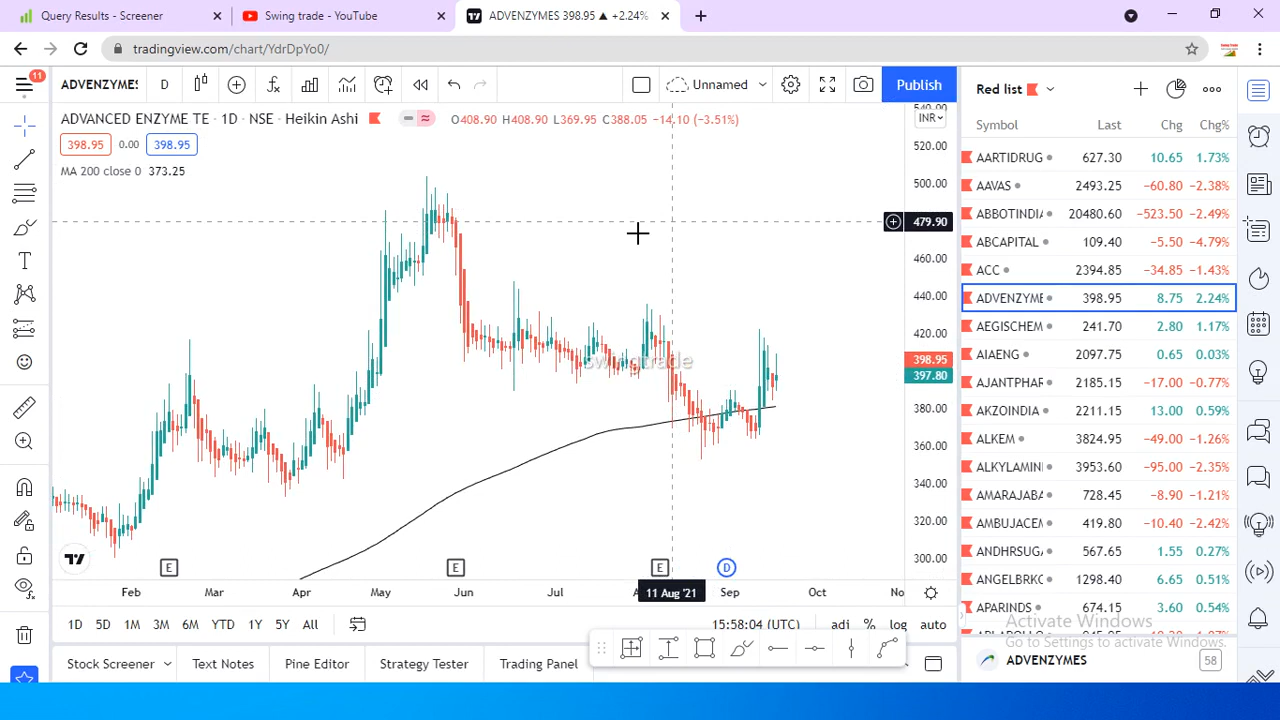 Query Results - Screener
Swing trade - YouTube
ADVENZYMES 398.95 ▲ +2.24%
tradingview.com/chart/YdrDpYo0/
11
ADVENZYMES
D
Unnamed
Publish
ADVANCED ENZYME TE · 1D · NSE · Heikin Ashi
O408.90 H408.90 L369.95 C388.05 −14.10 (−3.51%)
398.95 0.00 398.95
MA 200 close 0 373.25
INR
540.00
520.00
500.00
479.90
460.00
440.00
420.00
398.95
397.80
380.00
360.00
340.00
320.00
300.00
swingtrade
E
E
E
D
Feb Mar Apr May Jun Jul A 11 Aug '21 Sep Oct No
1D 5D 1M 3M 6M YTD 1Y 5Y All
15:58:04 (UTC) adj % log auto
Stock Screener Text Notes Pine Editor Strategy Tester Trading Panel
Red list
Symbol Last Chg Chg%
AARTIDRUG 627.30 10.65 1.73%
AAVAS 2493.25 −60.80 −2.38%
ABBOTINDIA 20480.60 −523.50 −2.49%
ABCAPITAL 109.40 −5.50 −4.79%
ACC 2394.85 −34.85 −1.43%
ADVENZYME 398.95 8.75 2.24%
AEGISCHEM 241.70 2.80 1.17%
AIAENG 2097.75 0.65 0.03%
AJANTPHAR 2185.15 −17.00 −0.77%
AKZOINDIA 2211.15 13.00 0.59%
ALKEM 3824.95 −49.00 −1.26%
ALKYLAMINE 3953.60 −95.00 −2.35%
AMARAJABA 728.45 −8.90 −1.21%
AMBUJACEM 419.80 −10.40 −2.42%
ANDHRSUGA 567.65 1.55 0.27%
ANGELBRKG 1298.40 6.65 0.51%
APARINDS 674.15 3.60 0.54%
Activate Windows
Go to Settings to activate Windows.
ADVENZYMES 58